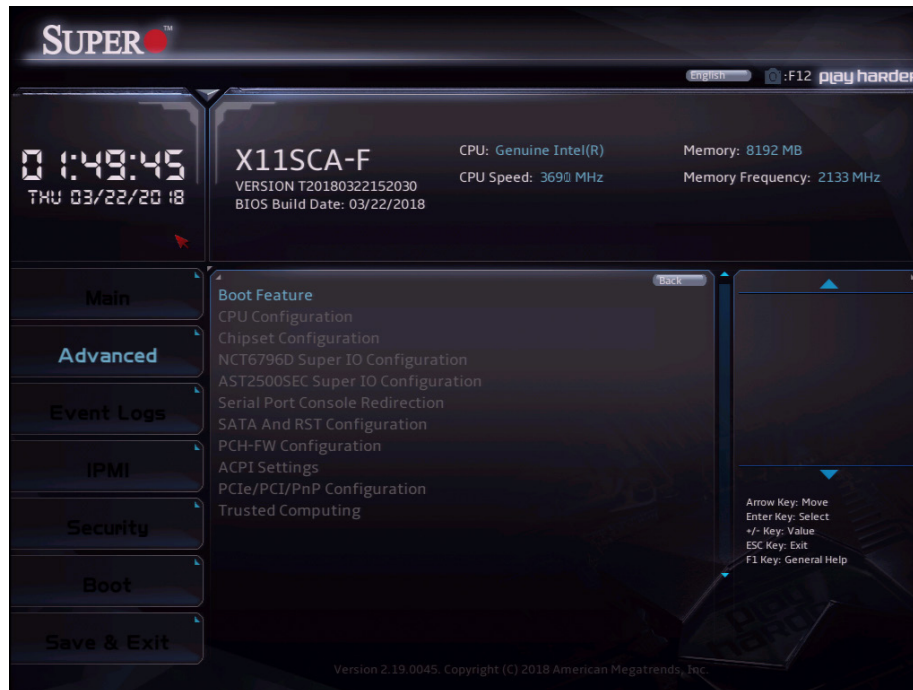 SUPER™
English :F12 play harder
01:49:45
THU 03/22/2018
X11SCA-F
VERSION T20180322152030
BIOS Build Date: 03/22/2018
CPU: Genuine Intel(R)
CPU Speed: 3690 MHz
Memory: 8192 MB
Memory Frequency: 2133 MHz
Main
Advanced
Event Logs
IPMI
Security
Boot
Save & Exit
Back
Boot Feature
CPU Configuration
Chipset Configuration
NCT6796D Super IO Configuration
AST2500SEC Super IO Configuration
Serial Port Console Redirection
SATA And RST Configuration
PCH-FW Configuration
ACPI Settings
PCIe/PCI/PnP Configuration
Trusted Computing
Arrow Key: Move
Enter Key: Select
+/- Key: Value
ESC Key: Exit
F1 Key: General Help
play
harder
Version 2.19.0045. Copyright (C) 2018 American Megatrends, Inc.